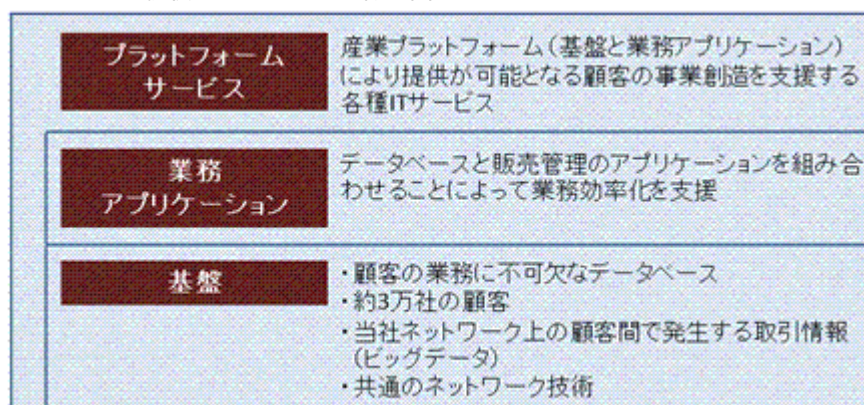 プラットフォーム
サービス
産業プラットフォーム（基盤と業務アプリケーション）
により提供が可能となる顧客の事業創造を支援する
各種ITサービス
業務
アプリケーション
データベースと販売管理のアプリケーションを組み合
わせることによって業務効率化を支援
基盤
・顧客の業務に不可欠なデータベース
・約3万社の顧客
・当社ネットワーク上の顧客間で発生する取引情報
（ビッグデータ）
・共通のネットワーク技術